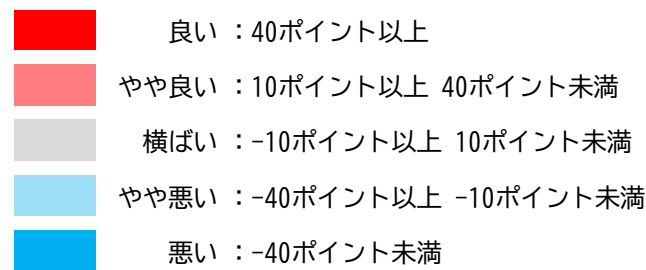 良い ：40ポイント以上
やや良い ：10ポイント以上 40ポイント未満
横ばい ：-10ポイント以上 10ポイント未満
やや悪い ：-40ポイント以上 -10ポイント未満
悪い ：-40ポイント未満